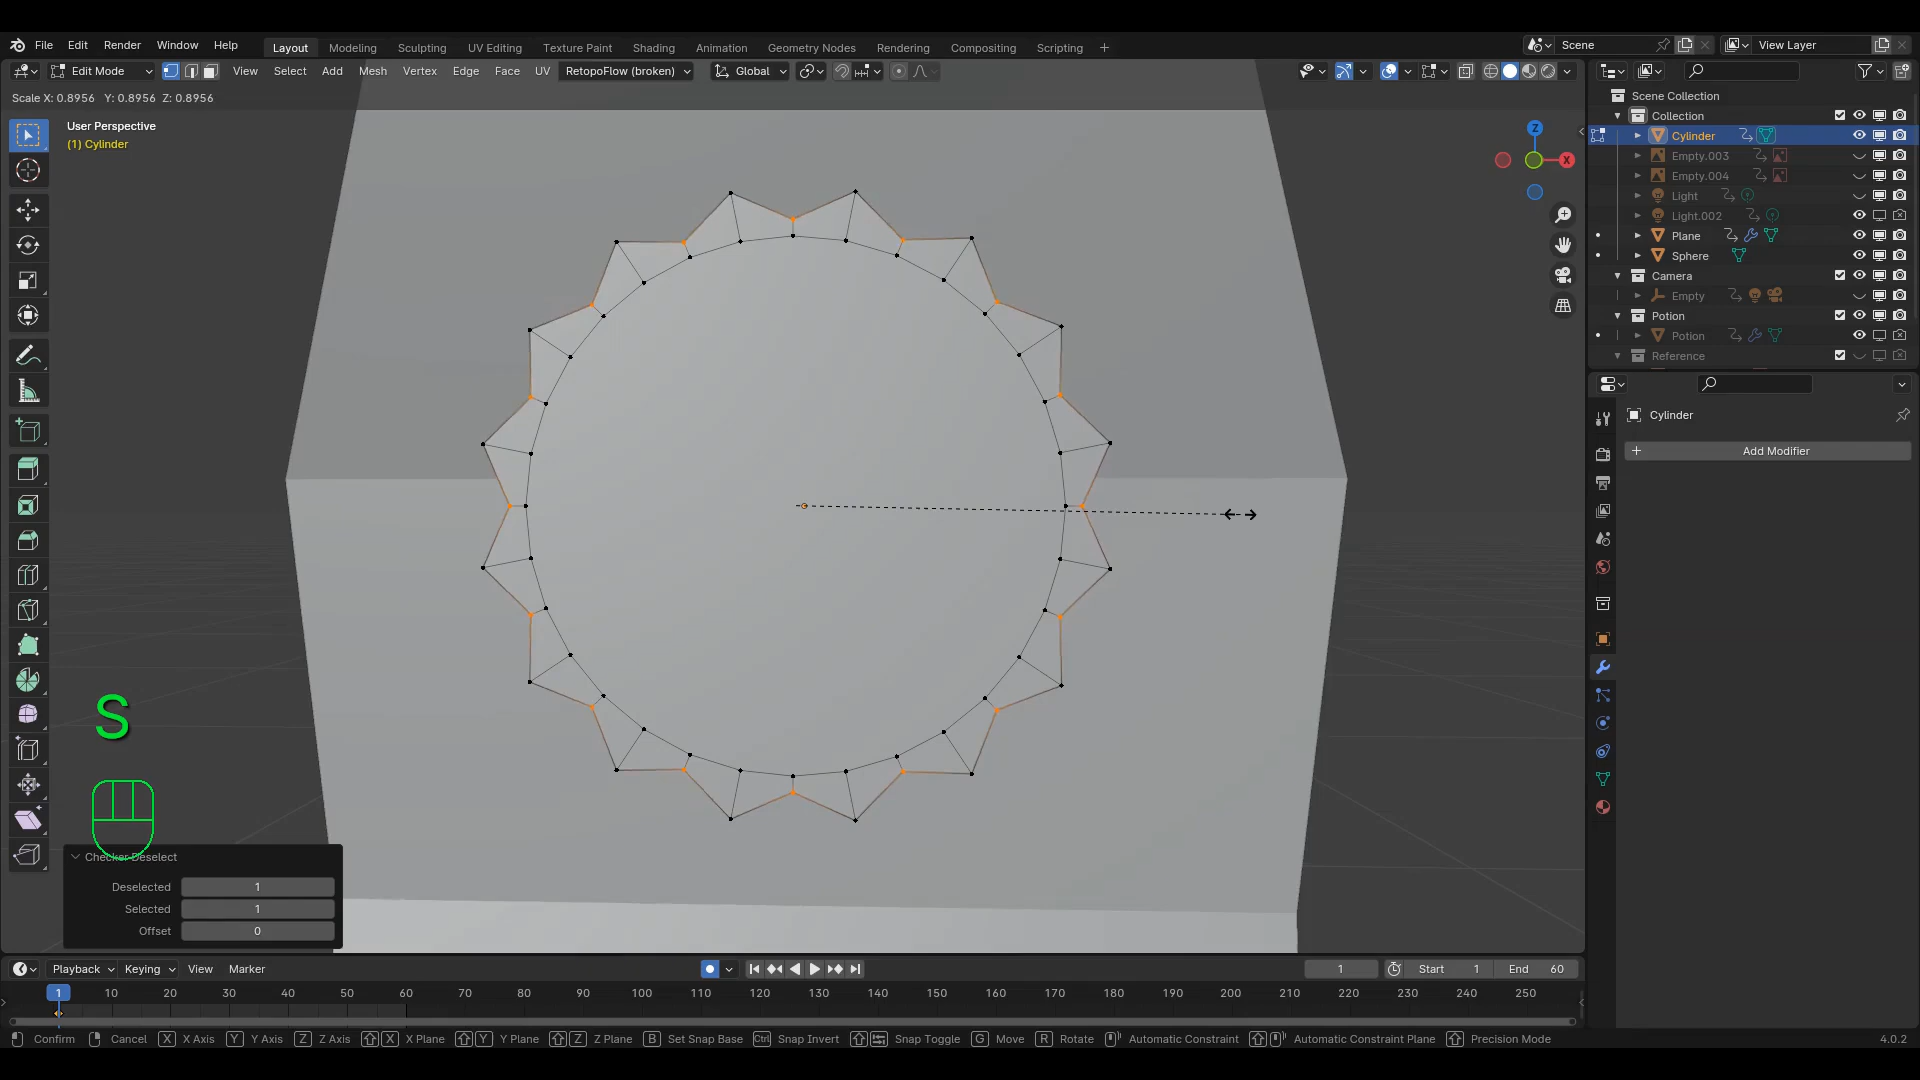 File Edit Render Window Help Layout Modeling Sculpting UV Editing Texture Paint Shading Animation Geometry Nodes Rendering Compositing Scripting + Scene View Layer
Edit Mode View Select Add Mesh Vertex Edge Face UV RetopoFlow (broken) Global
Scale X: 0.8956 Y: 0.8956 Z: 0.8956
User Perspective
(1) Cylinder
Z
X
Scene Collection
Collection
Cylinder
Empty.003
Empty.004
Light
Light.002
Plane
Sphere
Camera
Empty
Potion
Potion
Reference
Cylinder
+ Add Modifier
S
Checker Deselect
Deselected 1
Selected 1
Offset 0
Playback Keying View Marker 1 Start 1 End 60
1 10 20 30 40 50 60 70 80 90 100 110 120 130 140 150 160 170 180 190 200 210 220 230 240 250
Confirm Cancel X X Axis Y Y Axis Z Z Axis X X Plane Y Y Plane Z Z Plane B Set Snap Base Ctrl Snap Invert Snap Toggle G Move R Rotate Automatic Constraint Automatic Constraint Plane Precision Mode 4.0.2